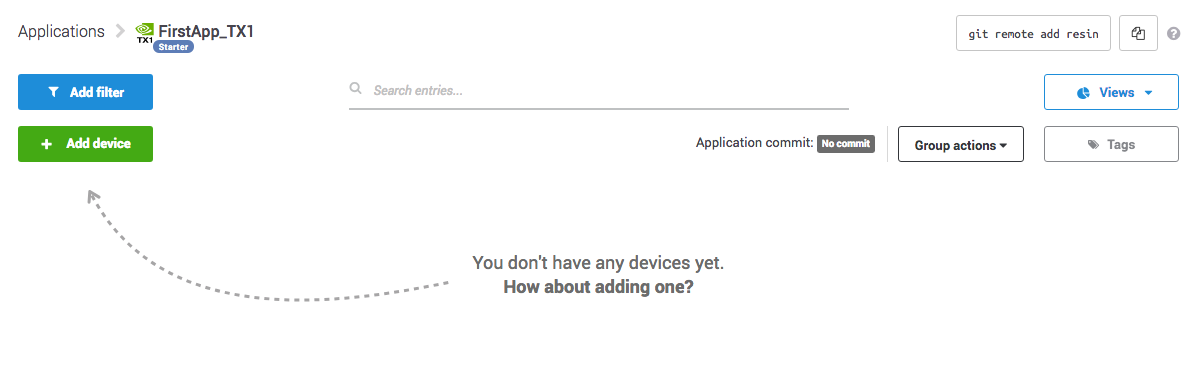 Applications
FirstApp_TX1
TX1
Starter
git remote add resin
?
Add filter
Search entries...
Views
+ Add device
Application commit: No commit
Group actions
Tags
You don't have any devices yet.
How about adding one?